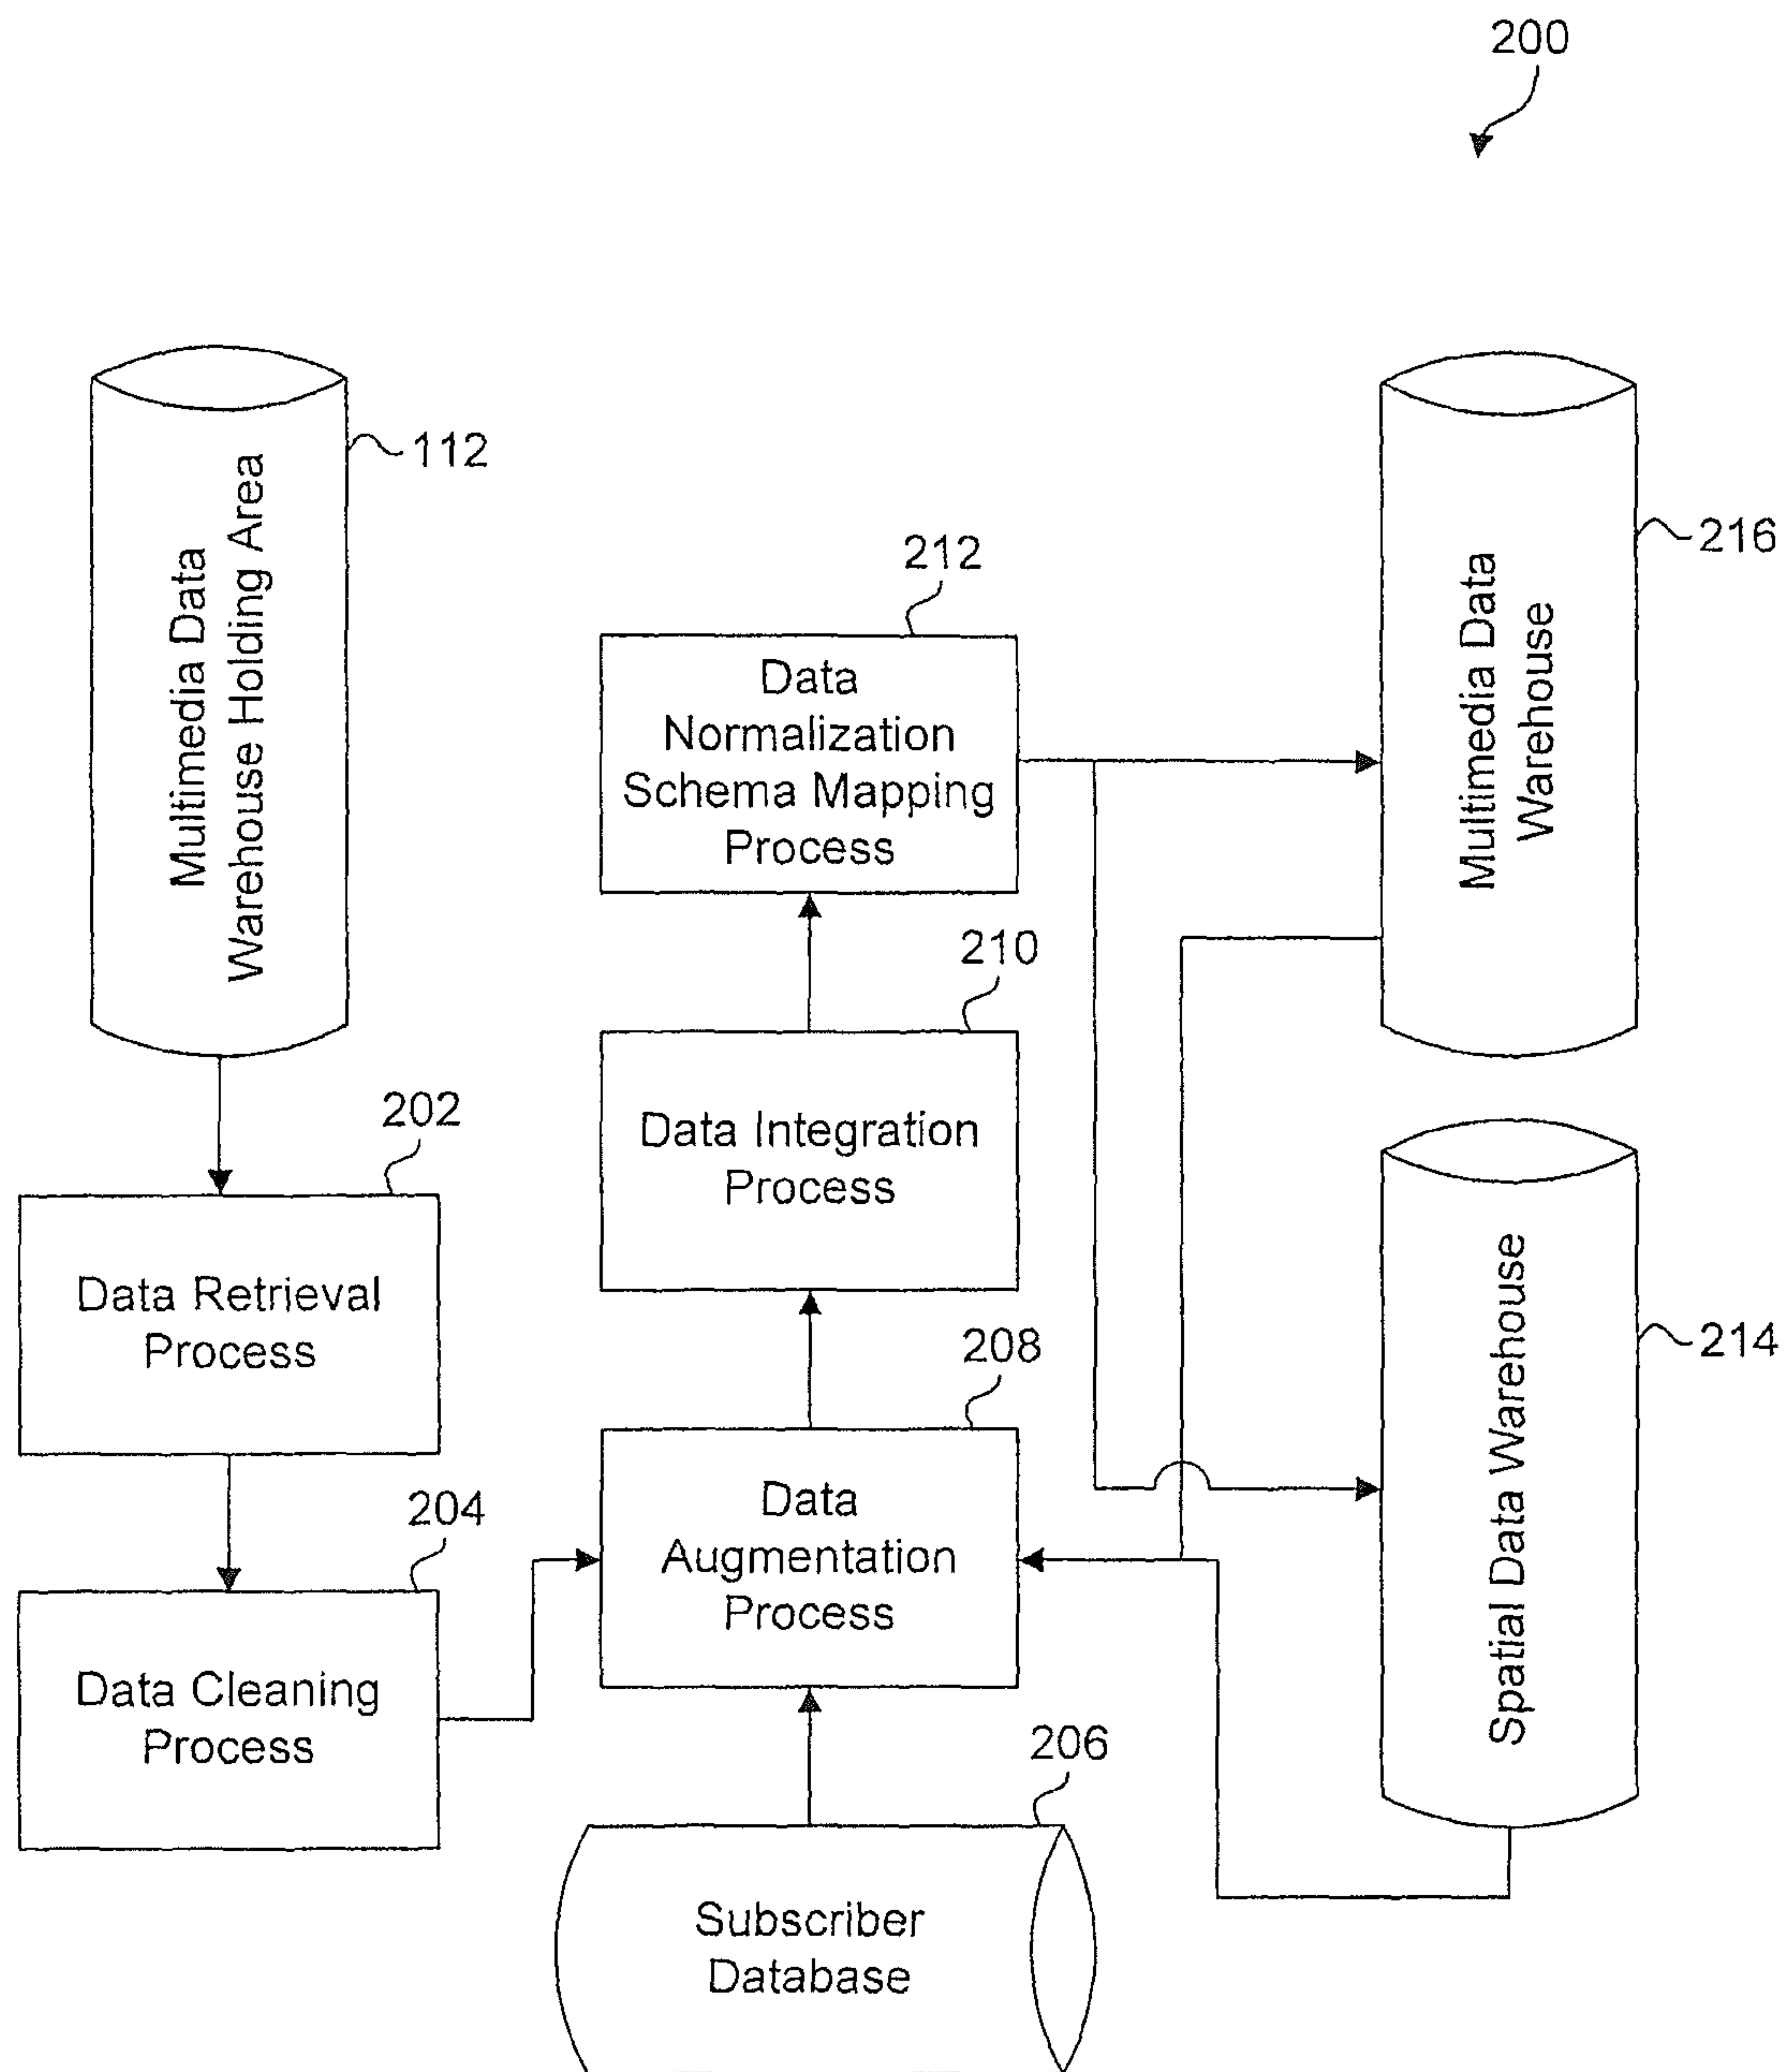 200
Multimedia Data
Warehouse Holding Area
112
202
Data Retrieval
Process
204
Data Cleaning
Process
212
Data
Normalization
Schema Mapping
Process
210
Data Integration
Process
208
Data
Augmentation
Process
206
Subscriber
Database
Multimedia Data
Warehouse
216
Spatial Data Warehouse
214